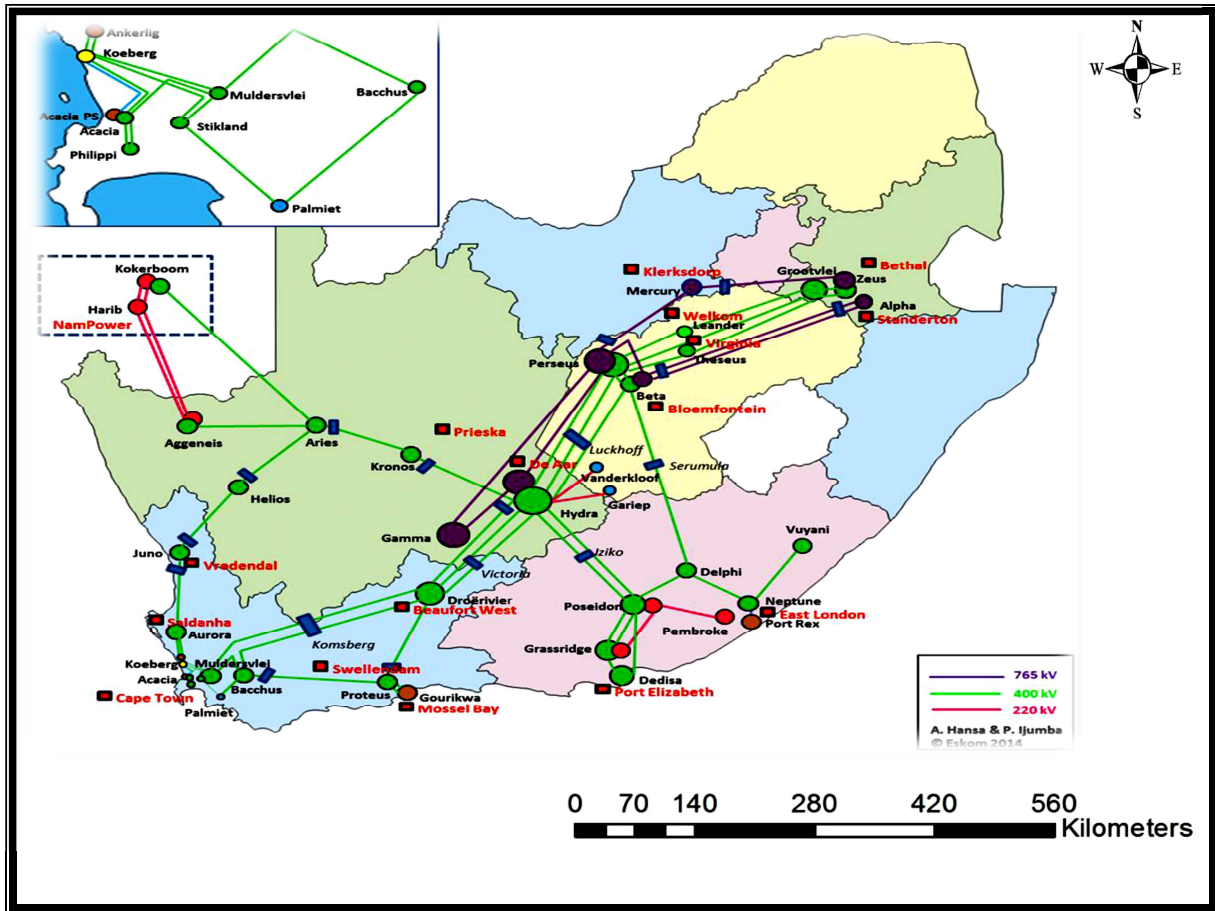 Ankerlig
Koeberg
Muldersvlei
Bacchus
Acacia PS
Acacia
Stikland
Philippi
Palmiet
N
W
E
S
Kokerboom
Harib
NamPower
Klerksdorp
Mercury
Grootvlei
Bethal
Zeus
Alpha
Standerton
Welkom
Leander
Virginia
Theseus
Perseus
Beta
Bloemfontein
Aggeneis
Aries
Prieska
Kronos
De Aar
Luckhoff
Serumula
Vanderkloof
Gariep
Hydra
Helios
Gamma
Juno
Vredendal
Victoria
Iziko
Vuyani
Delphi
Droërivier
Beaufort West
Poseidon
Neptune
East London
Port Rex
Pembroke
Saldanha
Aurora
Komsberg
Koeberg
Muldersvlei
Swellendam
Grassridge
Acacia
Bacchus
Proteus
Dedisa
Port Elizabeth
Cape Town
Palmiet
Gourikwa
Mossel Bay
765 kV
400 kV
220 kV
A. Hansa & P. Ijumba
© Eskom 2014
0 70 140 280 420 560
Kilometers